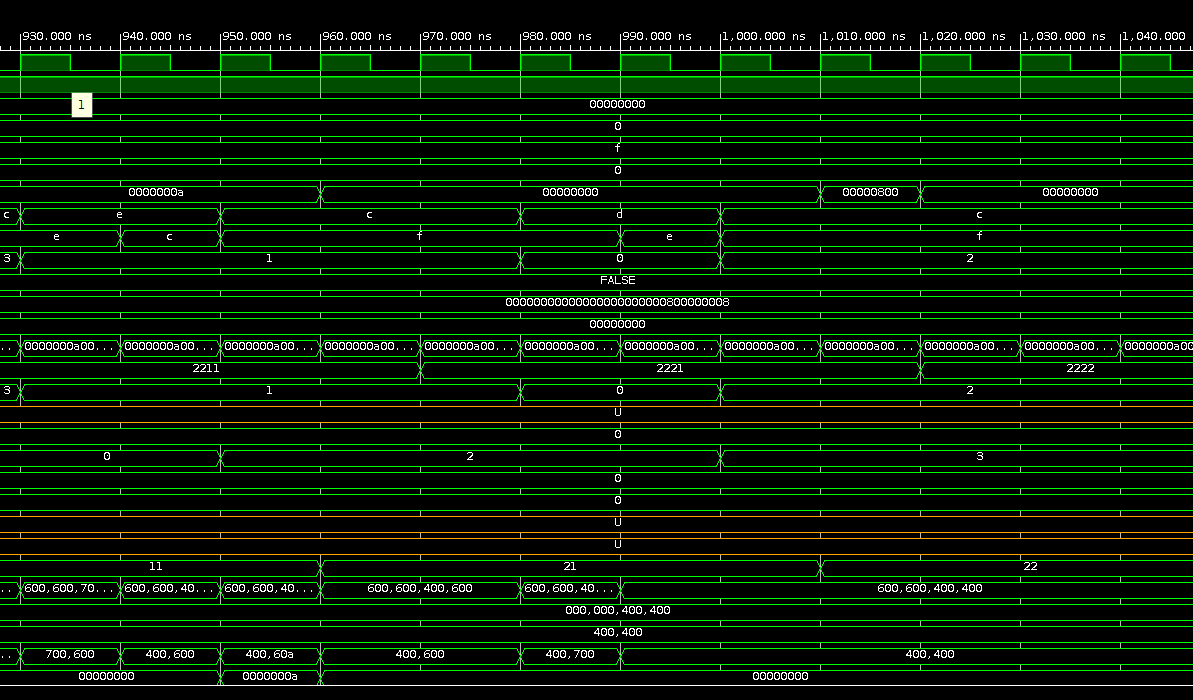 930.000 ns 940.000 ns 950.000 ns 960.000 ns 970.000 ns 980.000 ns 990.000 ns 1,000.000 ns 1,010.000 ns 1,020.000 ns 1,030.000 ns 1,040.000
1 00000000
0
f
0
0000000a 00000000 00000800 00000000
c e c d c
e c f e f
3 1 0 2
FALSE
00000000000000000000000800000008
00000000
.. 0000000a00... 0000000a00... 0000000a00... 0000000a00... 0000000a00... 0000000a00... 0000000a00... 0000000a00... 0000000a00... 0000000a00... 0000000a00... 0000000a00
2211 2221 2222
3 1 0 2
U
0
0 2 3
0
0
U
U
11 21 22
.. 600,600,70... 600,600,40... 600,600,40... 600,600,400,600 600,600,40... 600,600,400,400
000,000,400,400
400,400
.. 700,600 400,600 400,60a 400,600 400,700 400,400
00000000 0000000a 00000000